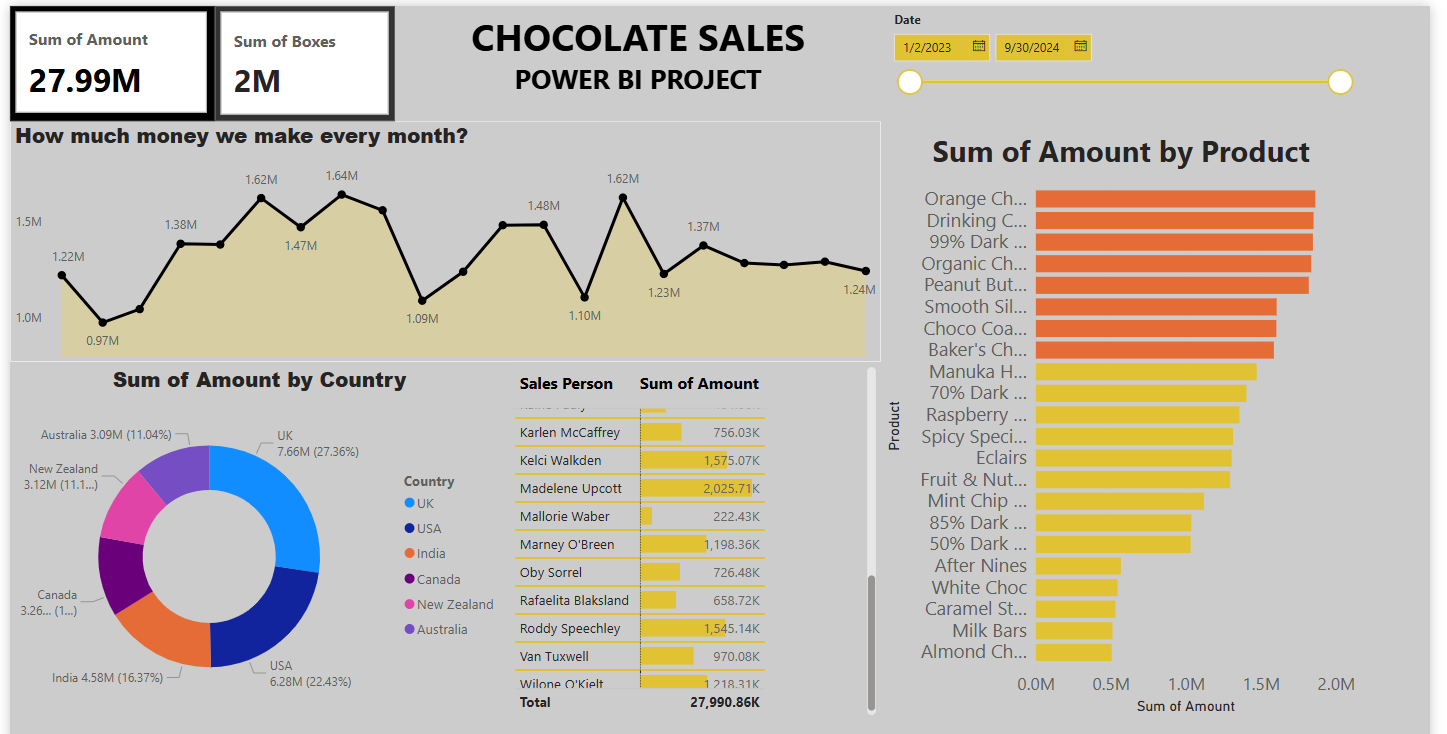 Sum of Amount
27.99M
Sum of Boxes
2M
CHOCOLATE SALES
POWER BI PROJECT
Date
1/2/2023
9/30/2024
How much money we make every month?
1.5M
1.0M
1.22M
0.97M
1.38M
1.62M
1.47M
1.64M
1.09M
1.48M
1.10M
1.62M
1.23M
1.37M
1.24M
Sum of Amount by Country
Australia 3.09M (11.04%)
UK
7.66M (27.36%)
New Zealand
3.12M (11.1...)
Canada
3.26... (1...)
India 4.58M (16.37%)
USA
6.28M (22.43%)
Country
UK
USA
India
Canada
New Zealand
Australia
Sales Person Sum of Amount
Karlen McCaffrey 756.03K
Kelci Walkden 1,575.07K
Madelene Upcott 2,025.71K
Mallorie Waber 222.43K
Marney O'Breen 1,198.36K
Oby Sorrel 726.48K
Rafaelita Blaksland 658.72K
Roddy Speechley 1,545.14K
Van Tuxwell 970.08K
Wilone O'Kielt 1,218.31K
Total 27,990.86K
Sum of Amount by Product
Product
Orange Ch...
Drinking C...
99% Dark ...
Organic Ch...
Peanut But...
Smooth Sil...
Choco Coa...
Baker's Ch...
Manuka H...
70% Dark ...
Raspberry ...
Spicy Speci...
Eclairs
Fruit & Nut...
Mint Chip ...
85% Dark ...
50% Dark ...
After Nines
White Choc
Caramel St...
Milk Bars
Almond Ch...
0.0M 0.5M 1.0M 1.5M 2.0M
Sum of Amount